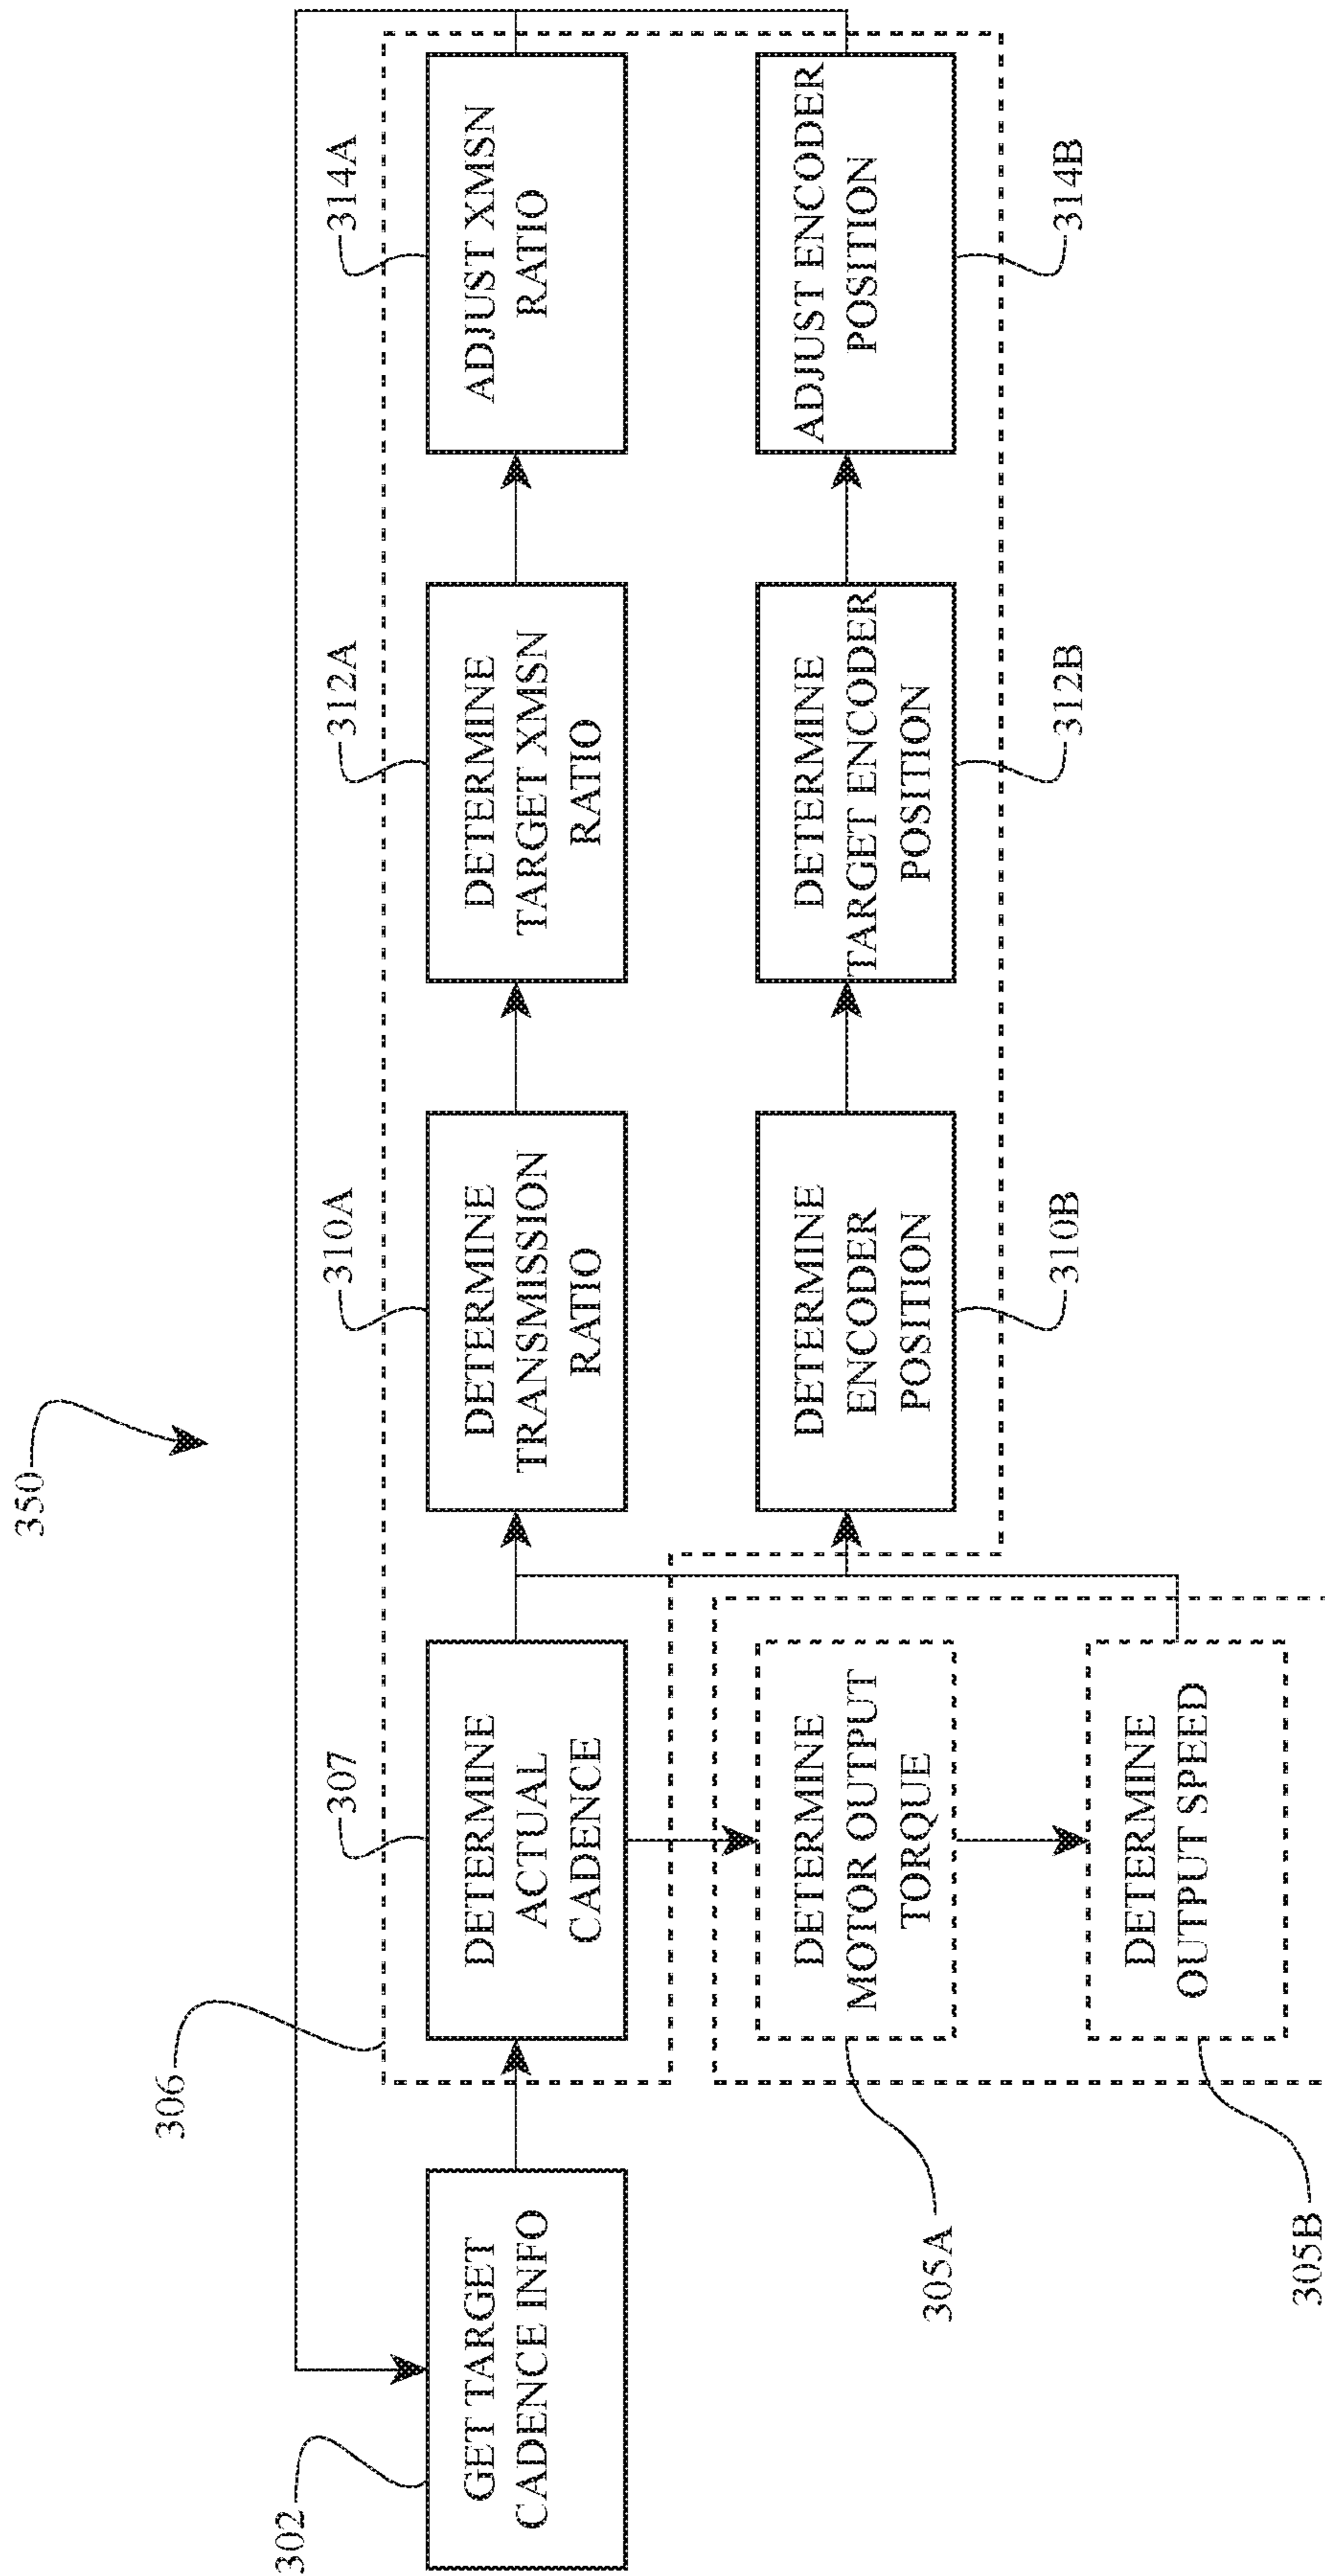 350
302
GET TARGET
CADENCE INFO
306
307
DETERMINE
ACTUAL
CADENCE
310A
DETERMINE
TRANSMISSION
RATIO
312A
DETERMINE
TARGET XMSN
RATIO
314A
ADJUST XMSN
RATIO
305A
DETERMINE
MOTOR OUTPUT
TORQUE
310B
DETERMINE
ENCODER
POSITION
312B
DETERMINE
TARGET ENCODER
POSITION
314B
ADJUST ENCODER
POSITION
305B
DETERMINE
OUTPUT SPEED